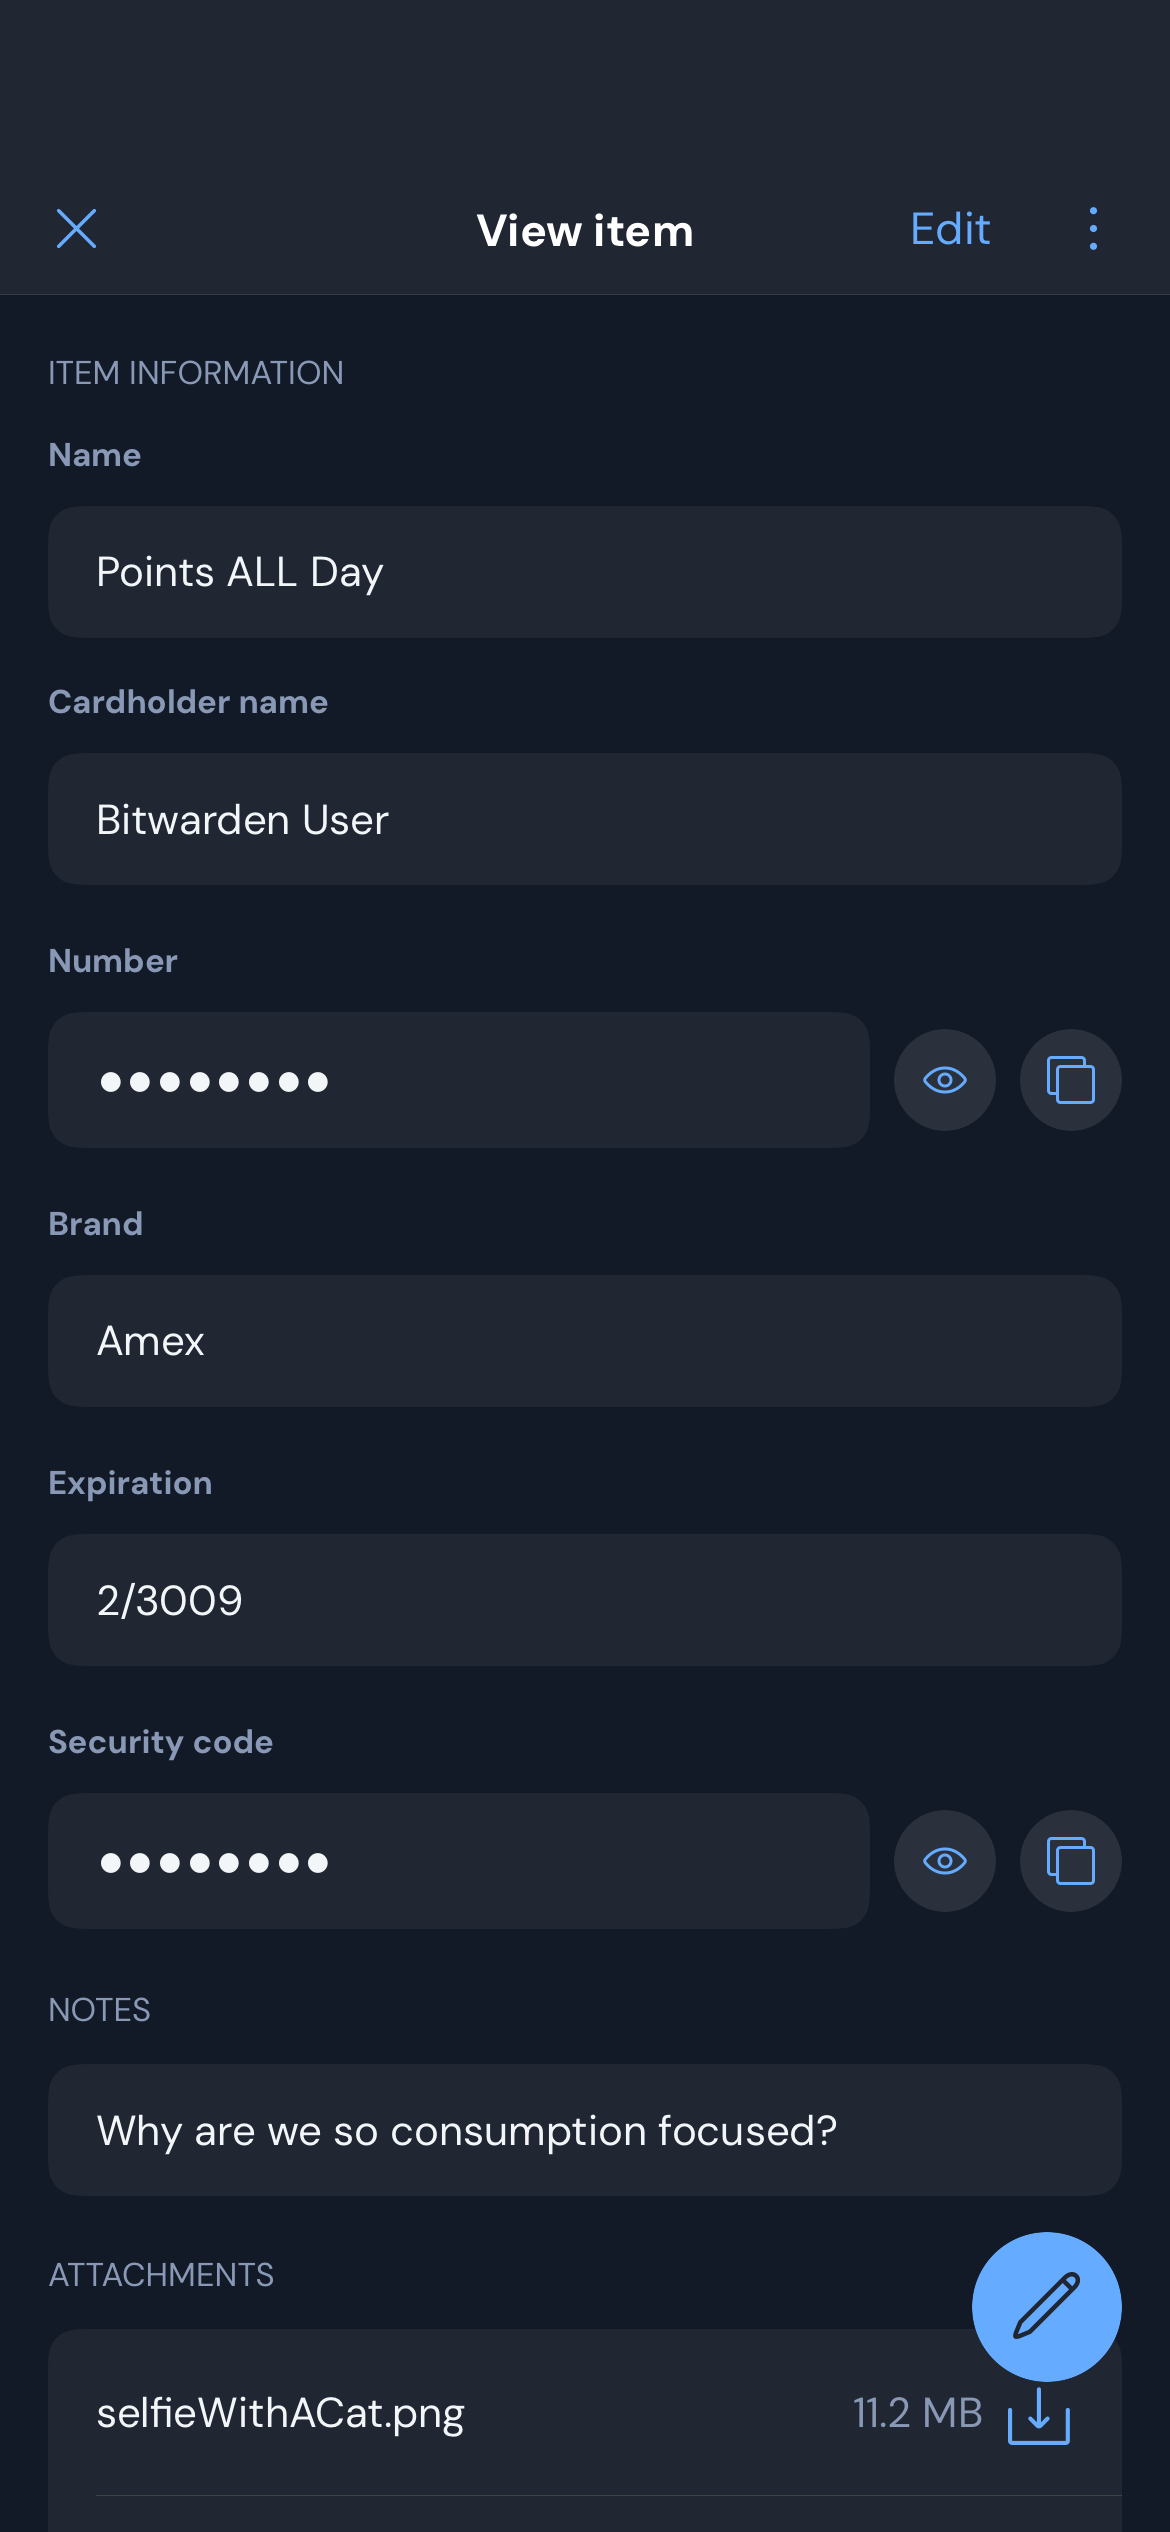 View item
Edit
ITEM INFORMATION
Name
Points ALL Day
Cardholder name
Bitwarden User
Number
●●●●●●●●
Brand
Amex
Expiration
2/3009
Security code
●●●●●●●●
NOTES
Why are we so consumption focused?
ATTACHMENTS
selfieWithACat.png 11.2 MB